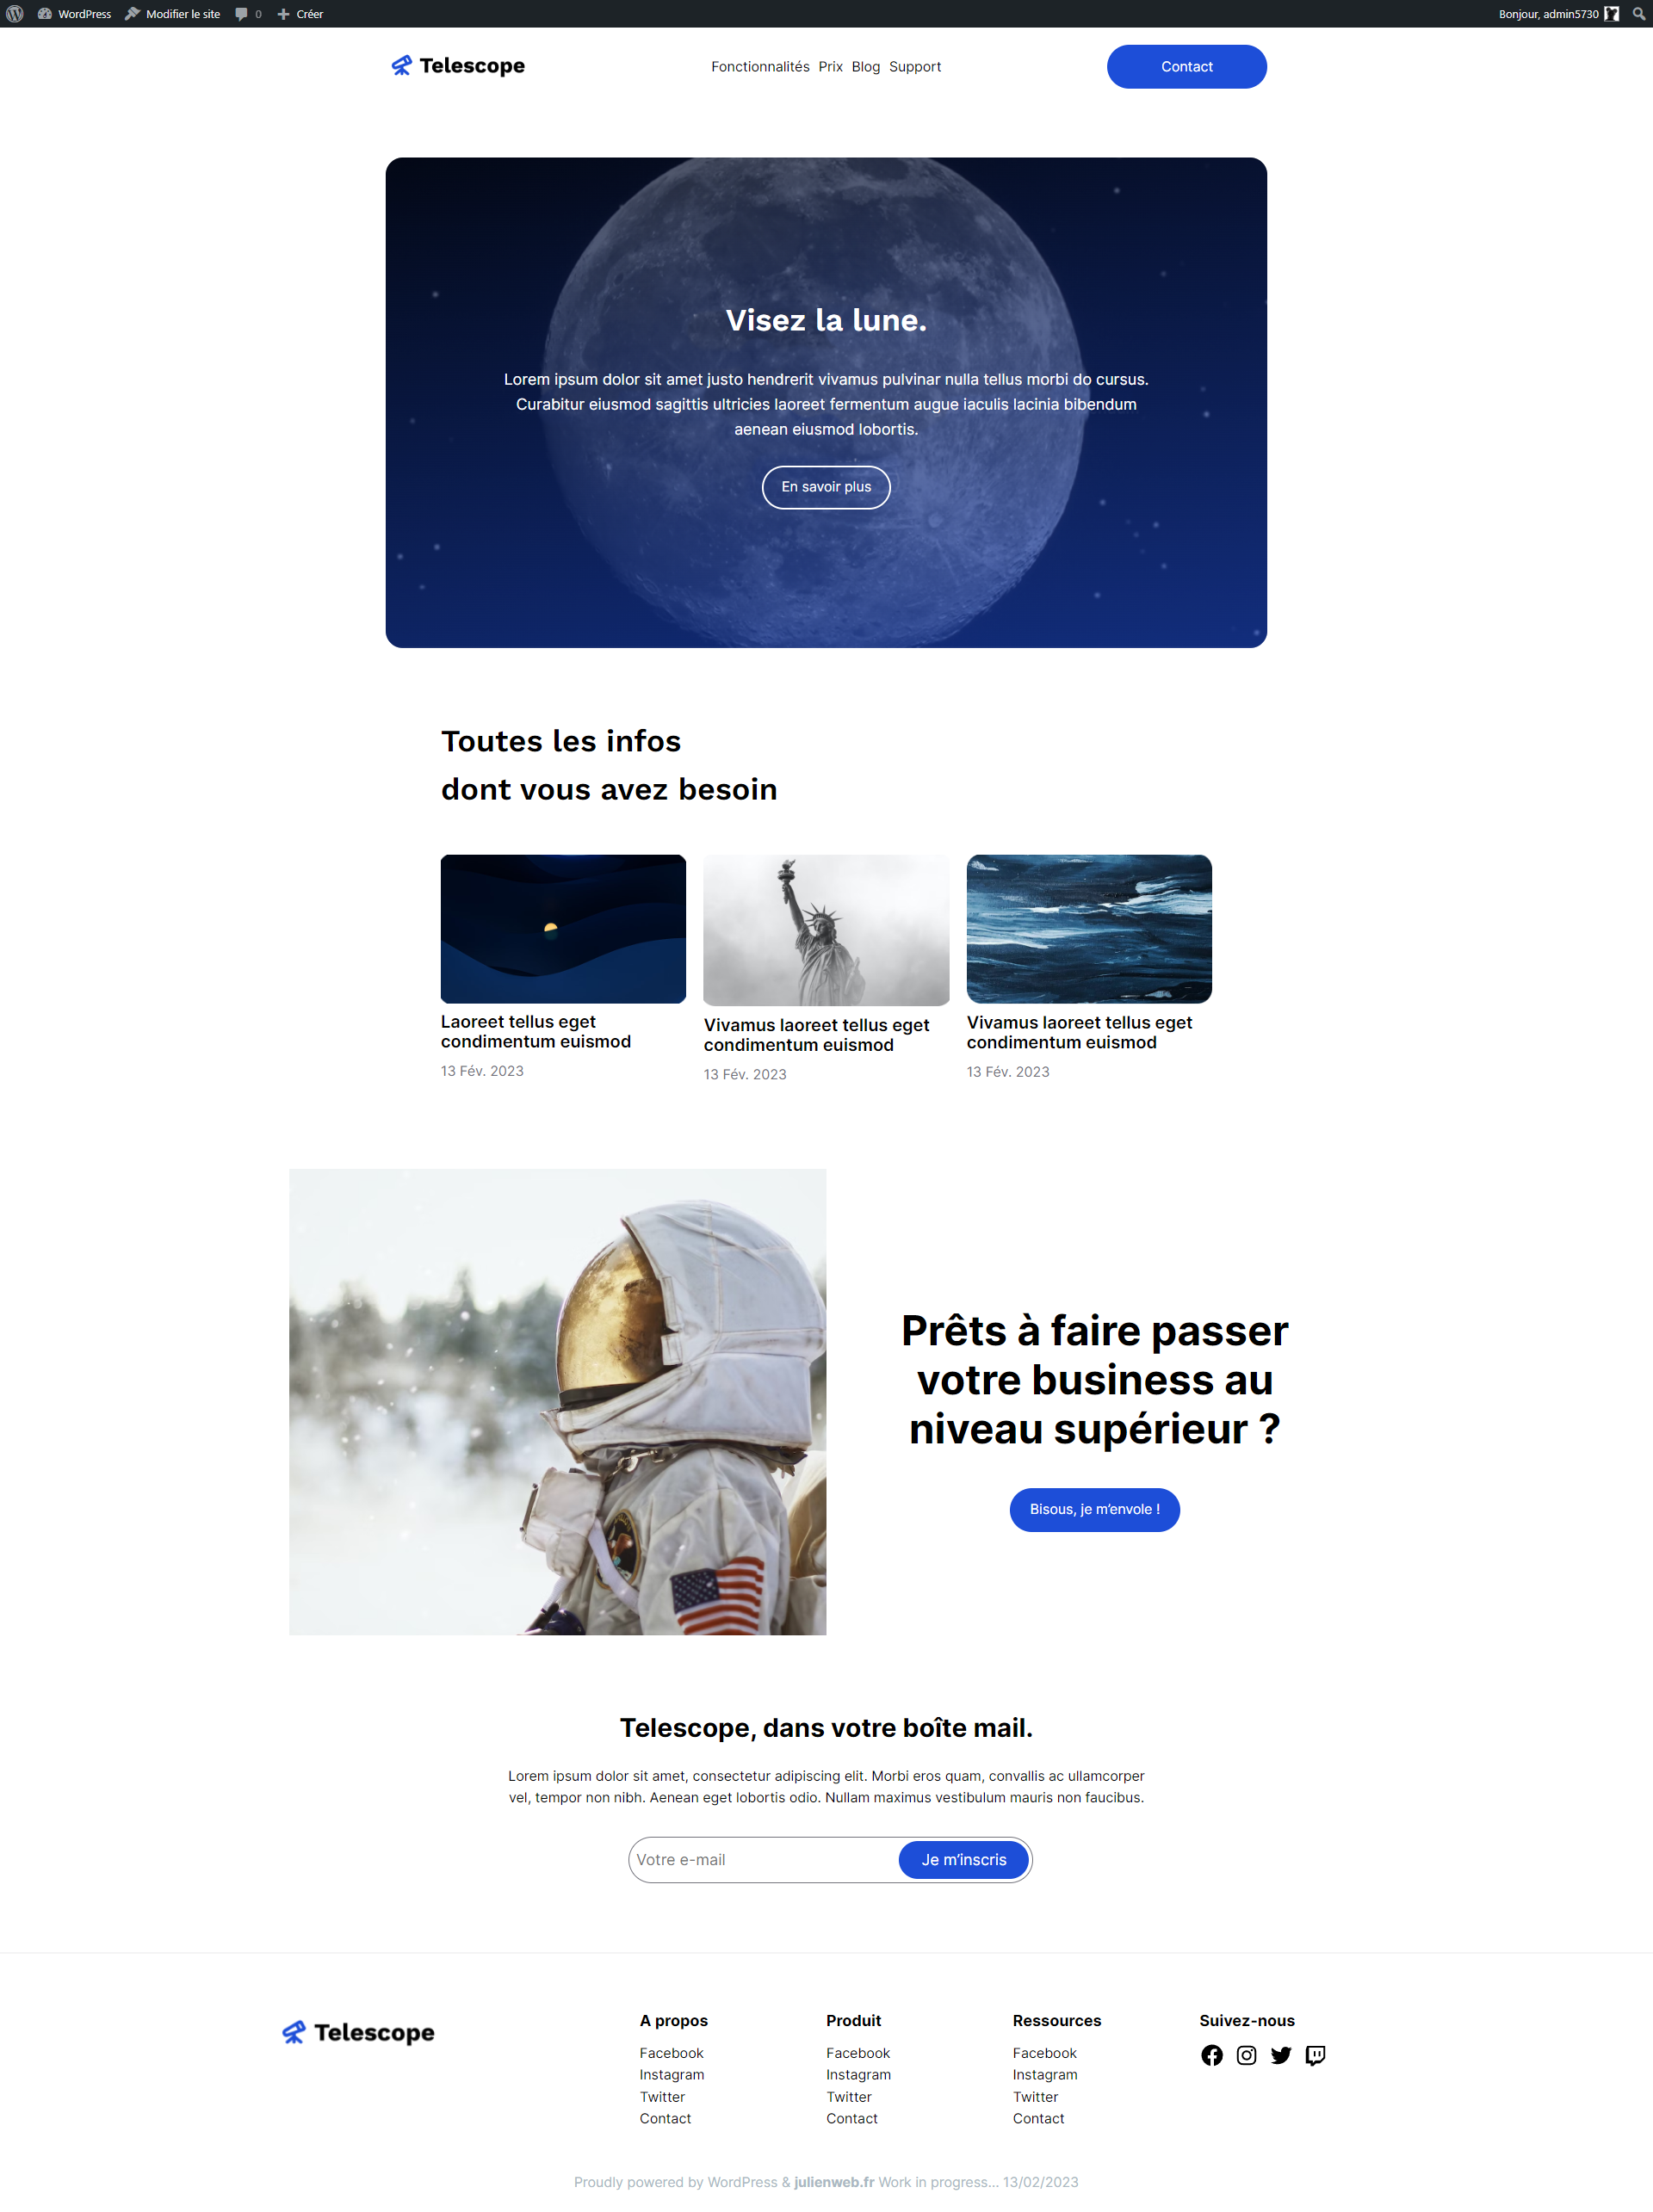 WordPress Modifier le site 0 Créer Bonjour, admin5730
Telescope Fonctionnalités Prix Blog Support Contact
Visez la lune.
Lorem ipsum dolor sit amet justo hendrerit vivamus pulvinar nulla tellus morbi do cursus.
Curabitur eiusmod sagittis ultricies laoreet fermentum augue iaculis lacinia bibendum
aenean eiusmod lobortis.
En savoir plus
Toutes les infos
dont vous avez besoin
Laoreet tellus eget
condimentum euismod
13 Fév. 2023
Vivamus laoreet tellus eget
condimentum euismod
13 Fév. 2023
Vivamus laoreet tellus eget
condimentum euismod
13 Fév. 2023
Prêts à faire passer
votre business au
niveau supérieur ?
Bisous, je m’envole !
Telescope, dans votre boîte mail.
Lorem ipsum dolor sit amet, consectetur adipiscing elit. Morbi eros quam, convallis ac ullamcorper
vel, tempor non nibh. Aenean eget lobortis odio. Nullam maximus vestibulum mauris non faucibus.
Votre e-mail Je m’inscris
Telescope
A propos
Facebook
Instagram
Twitter
Contact
Produit
Facebook
Instagram
Twitter
Contact
Ressources
Facebook
Instagram
Twitter
Contact
Suivez-nous
Proudly powered by WordPress & julienweb.fr Work in progress... 13/02/2023